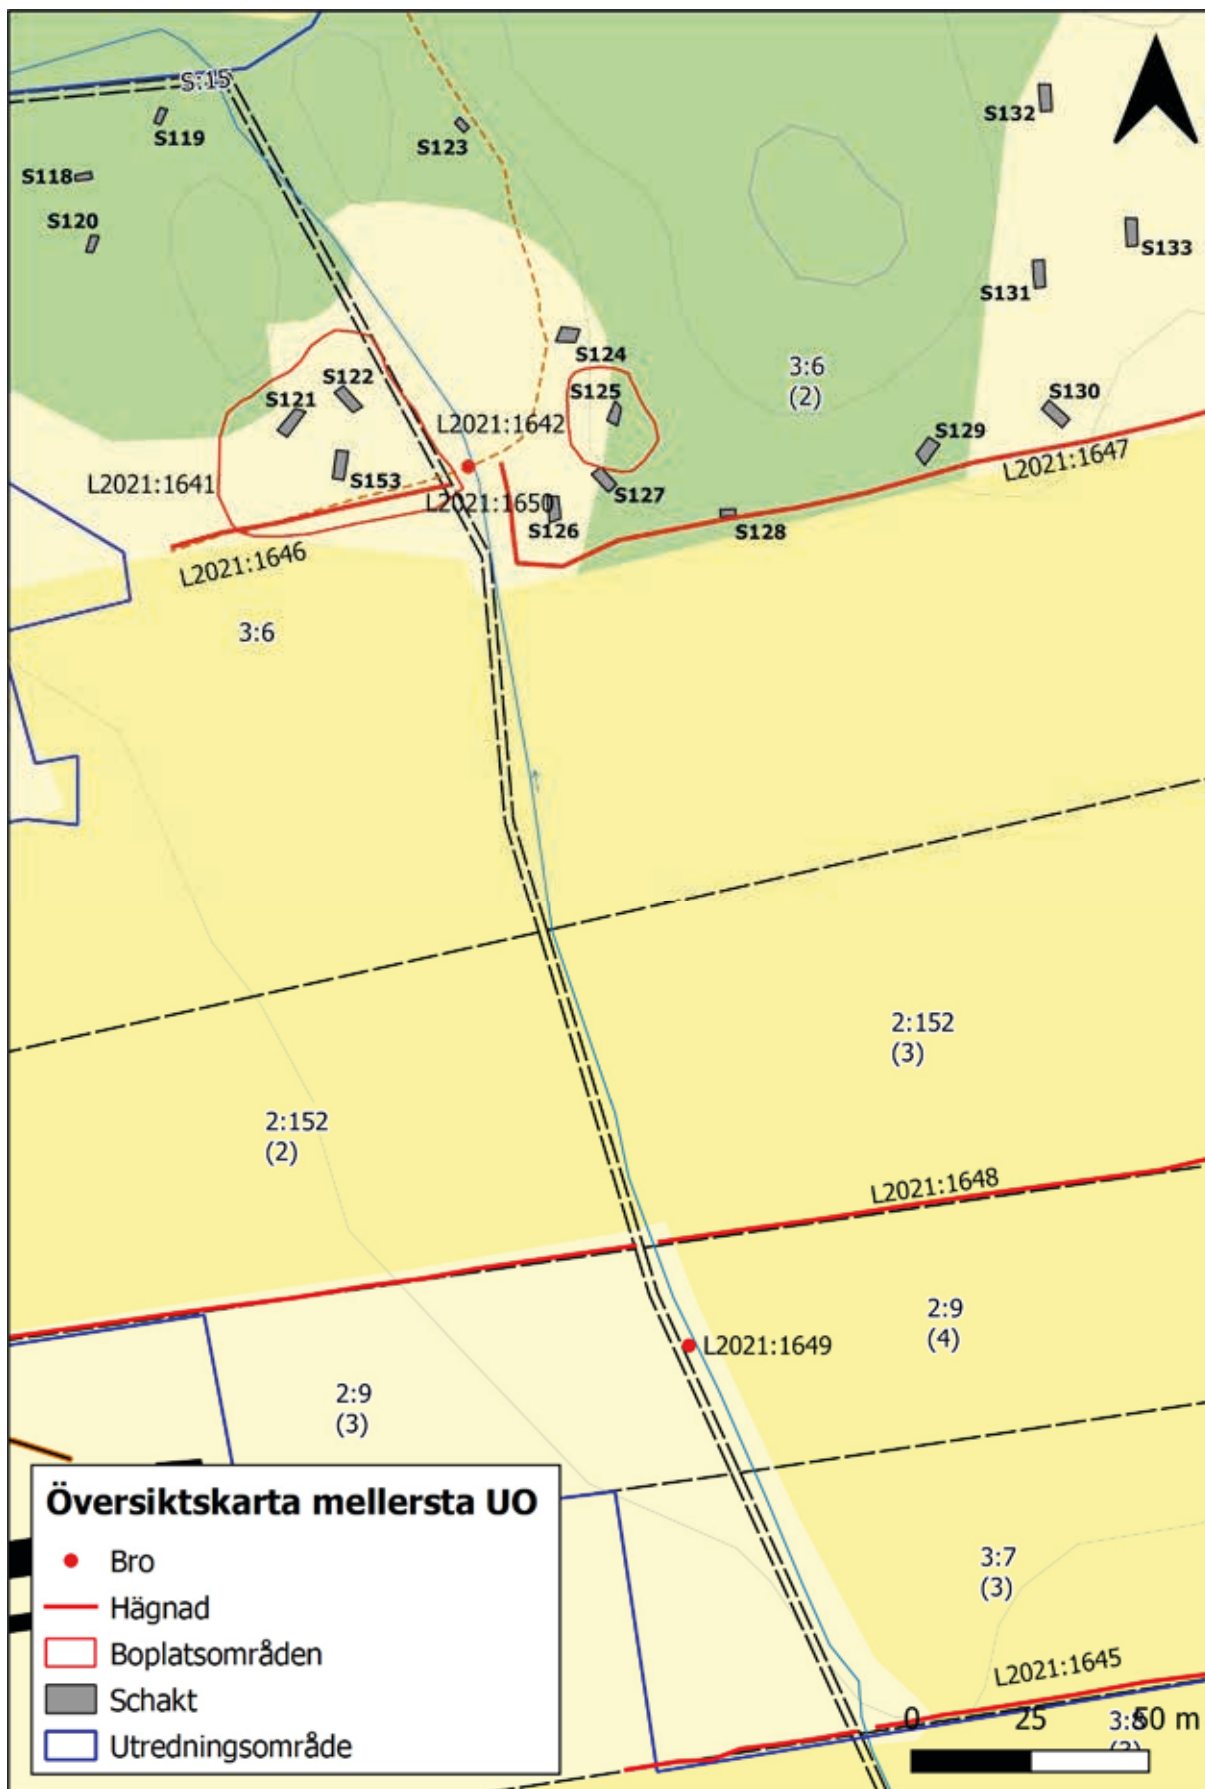 S:15
S119
S118
S120
S123
S132
S133
S131
S124
3:6
(2)
S122
S121
S125
S130
L2021:1642
S129
L2021:1647
L2021:1641
S153
S127
L2021:1650
S126
S128
L2021:1646
3:6
2:152
(3)
2:152
(2)
L2021:1648
2:9
(4)
L2021:1649
2:9
(3)
3:7
(3)
L2021:1645
3:8
(3)
0 25 50 m
Översiktskarta mellersta UO
Bro
Hägnad
Boplatsområden
Schakt
Utredningsområde